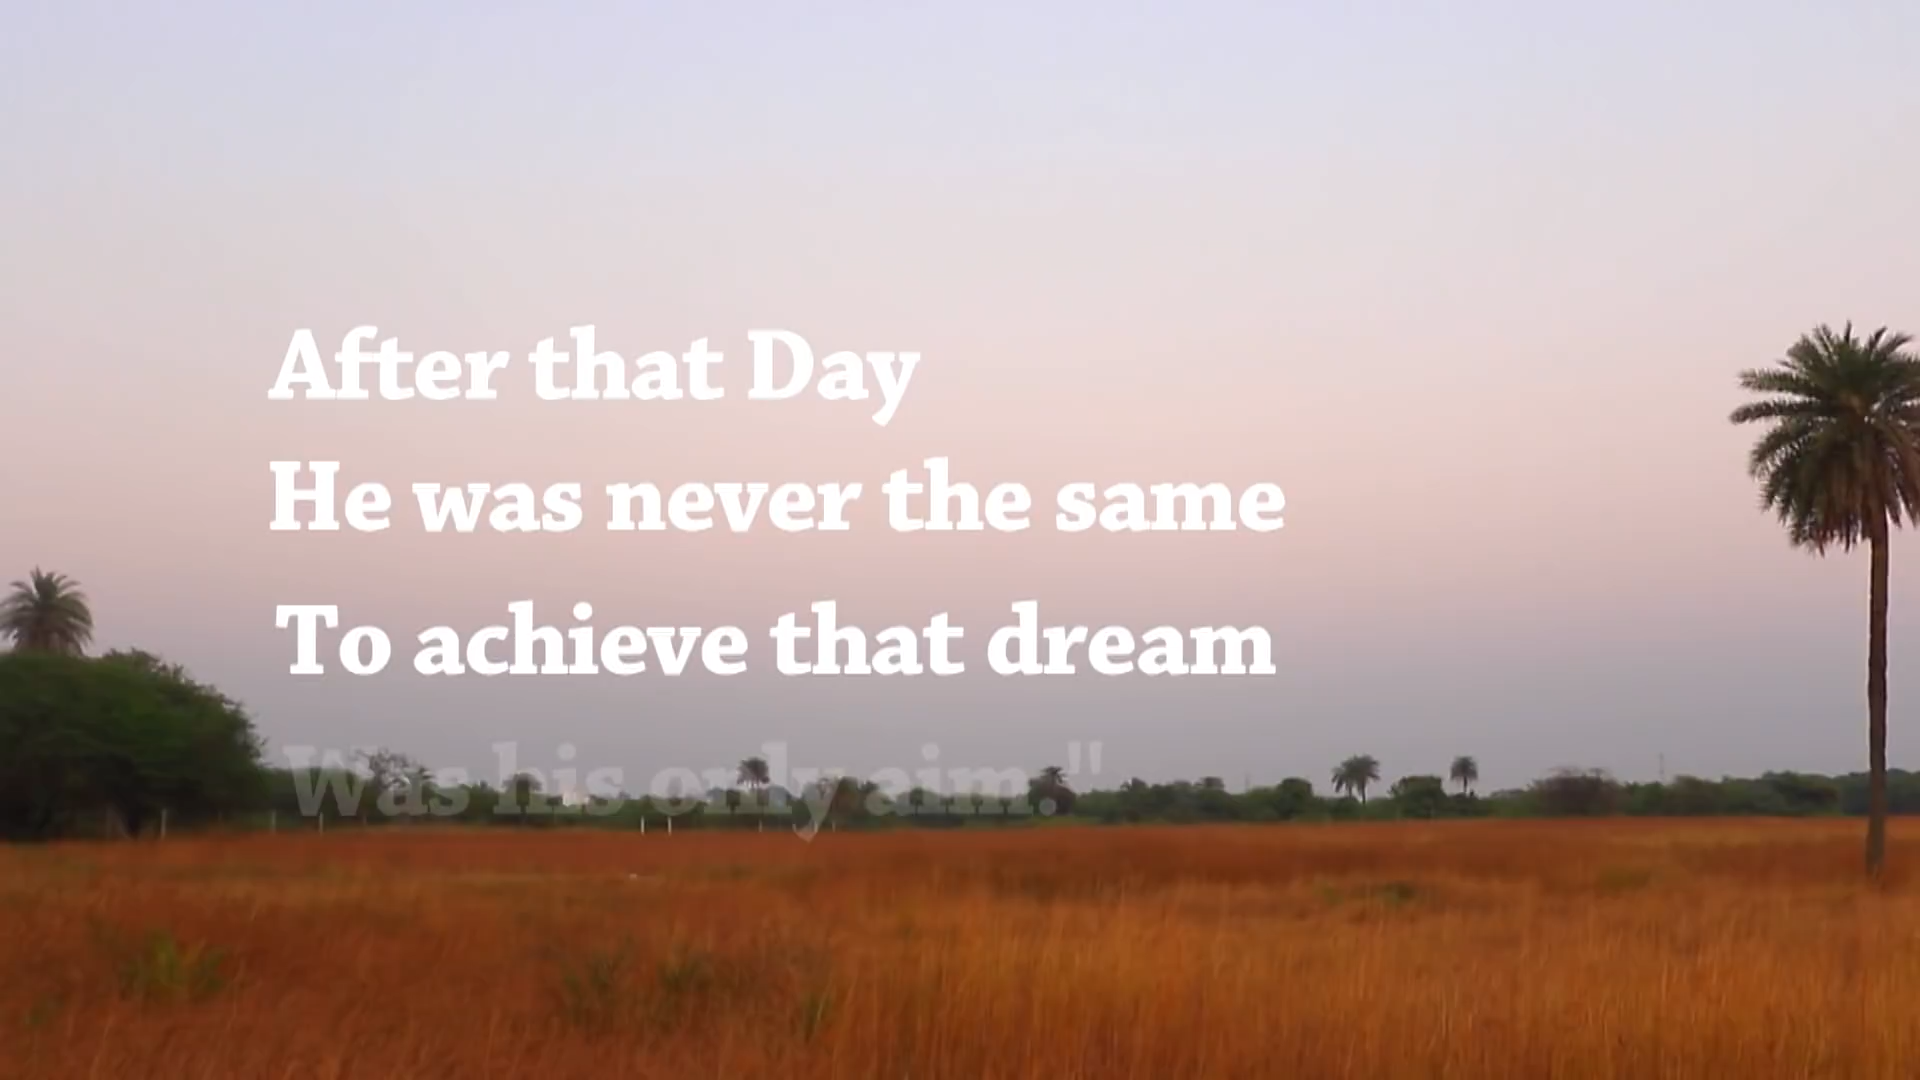 After that Day
He was never the same
To achieve that dream
Was his only aim."